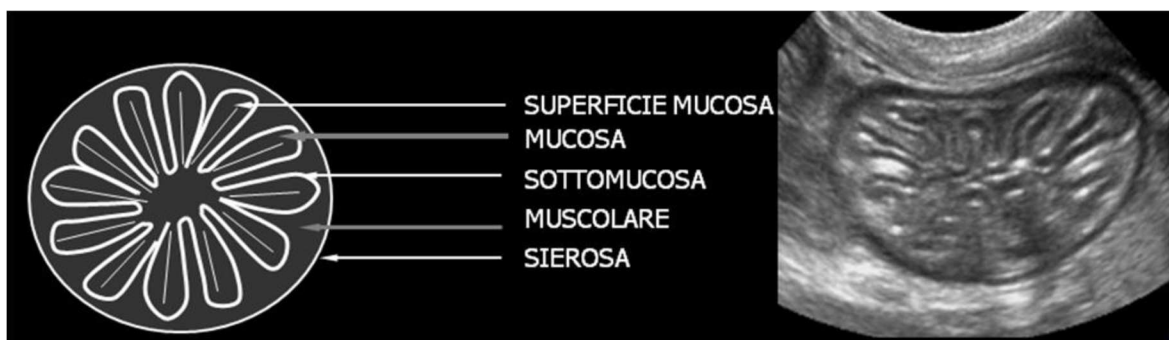 SUPERFICIE MUCOSA
MUCOSA
SOTTOMUCOSA
MUSCOLARE
SIEROSA